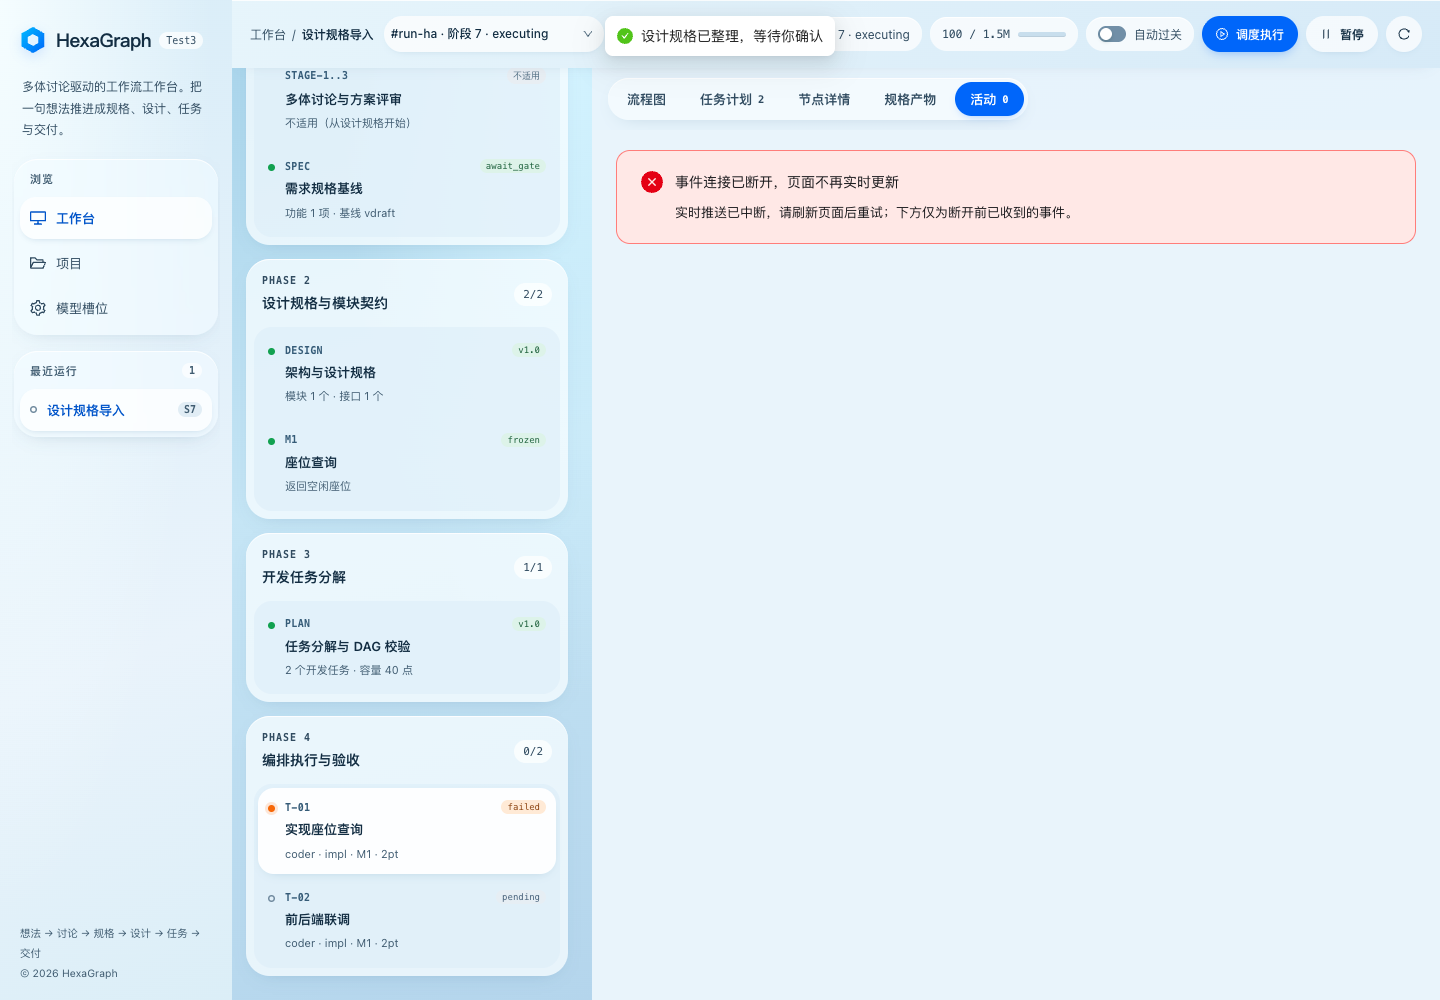 HexaGraph Test3
多体讨论驱动的工作流工作台。把
一句想法推进成规格、设计、任务
与交付。
浏览
工作台
项目
模型槽位
最近运行 1
设计规格导入 S7
想法 → 讨论 → 规格 → 设计 → 任务 →
交付
© 2026 HexaGraph
工作台 / 设计规格导入
#run-ha · 阶段 7 · executing
设计规格已整理，等待你确认
7 · executing
100 / 1.5M
自动过关
调度执行
暂停
STAGE-1..3 不适用
多体讨论与方案评审
不适用（从设计规格开始）
SPEC await_gate
需求规格基线
功能 1 项 · 基线 vdraft
PHASE 2
设计规格与模块契约 2/2
DESIGN v1.0
架构与设计规格
模块 1 个 · 接口 1 个
M1 frozen
座位查询
返回空闲座位
PHASE 3
开发任务分解 1/1
PLAN v1.0
任务分解与 DAG 校验
2 个开发任务 · 容量 40 点
PHASE 4
编排执行与验收 0/2
T-01 failed
实现座位查询
coder · impl · M1 · 2pt
T-02 pending
前后端联调
coder · impl · M1 · 2pt
流程图 任务计划 2 节点详情 规格产物 活动 0
事件连接已断开，页面不再实时更新
实时推送已中断，请刷新页面后重试；下方仅为断开前已收到的事件。